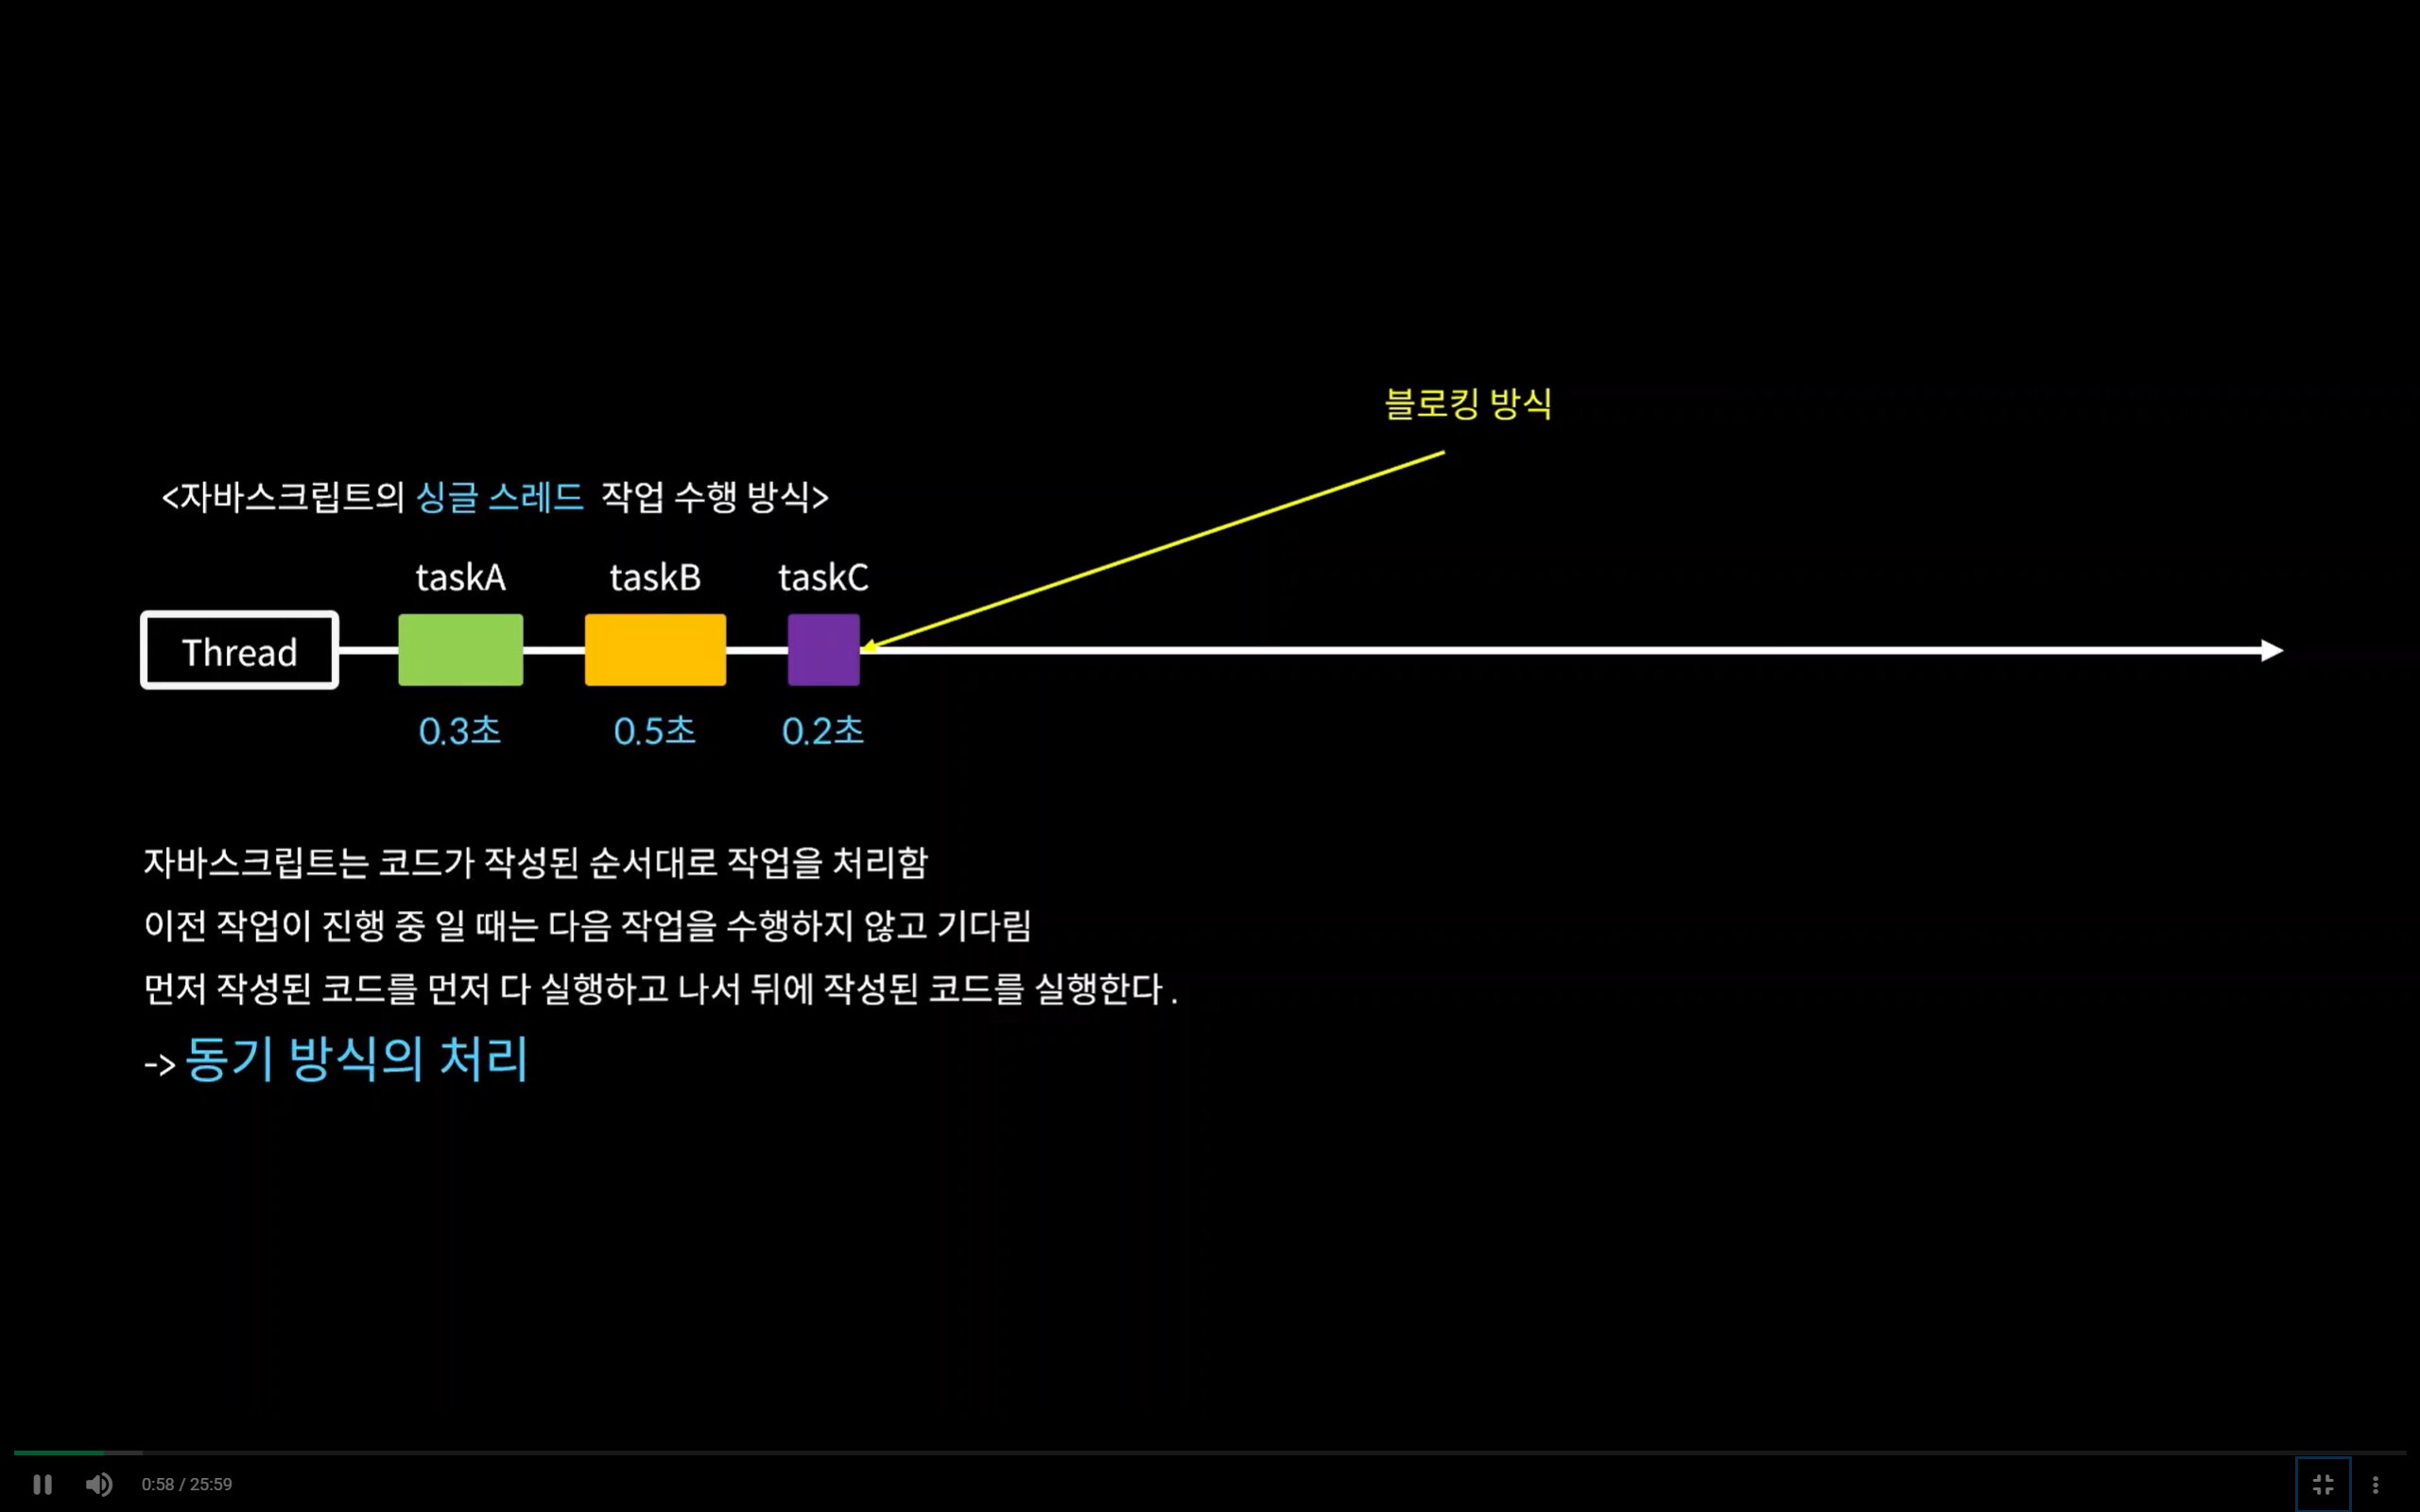 블로킹 방식
<자바스크립트의 싱글 스레드 작업 수행 방식>
taskA taskB taskC
Thread
0.3초 0.5초 0.2초
자바스크립트는 코드가 작성된 순서대로 작업을 처리함
이전 작업이 진행 중 일 때는 다음 작업을 수행하지 않고 기다림
먼저 작성된 코드를 먼저 다 실행하고 나서 뒤에 작성된 코드를 실행한다 .
-> 동기 방식의 처리
0:58 / 25:59